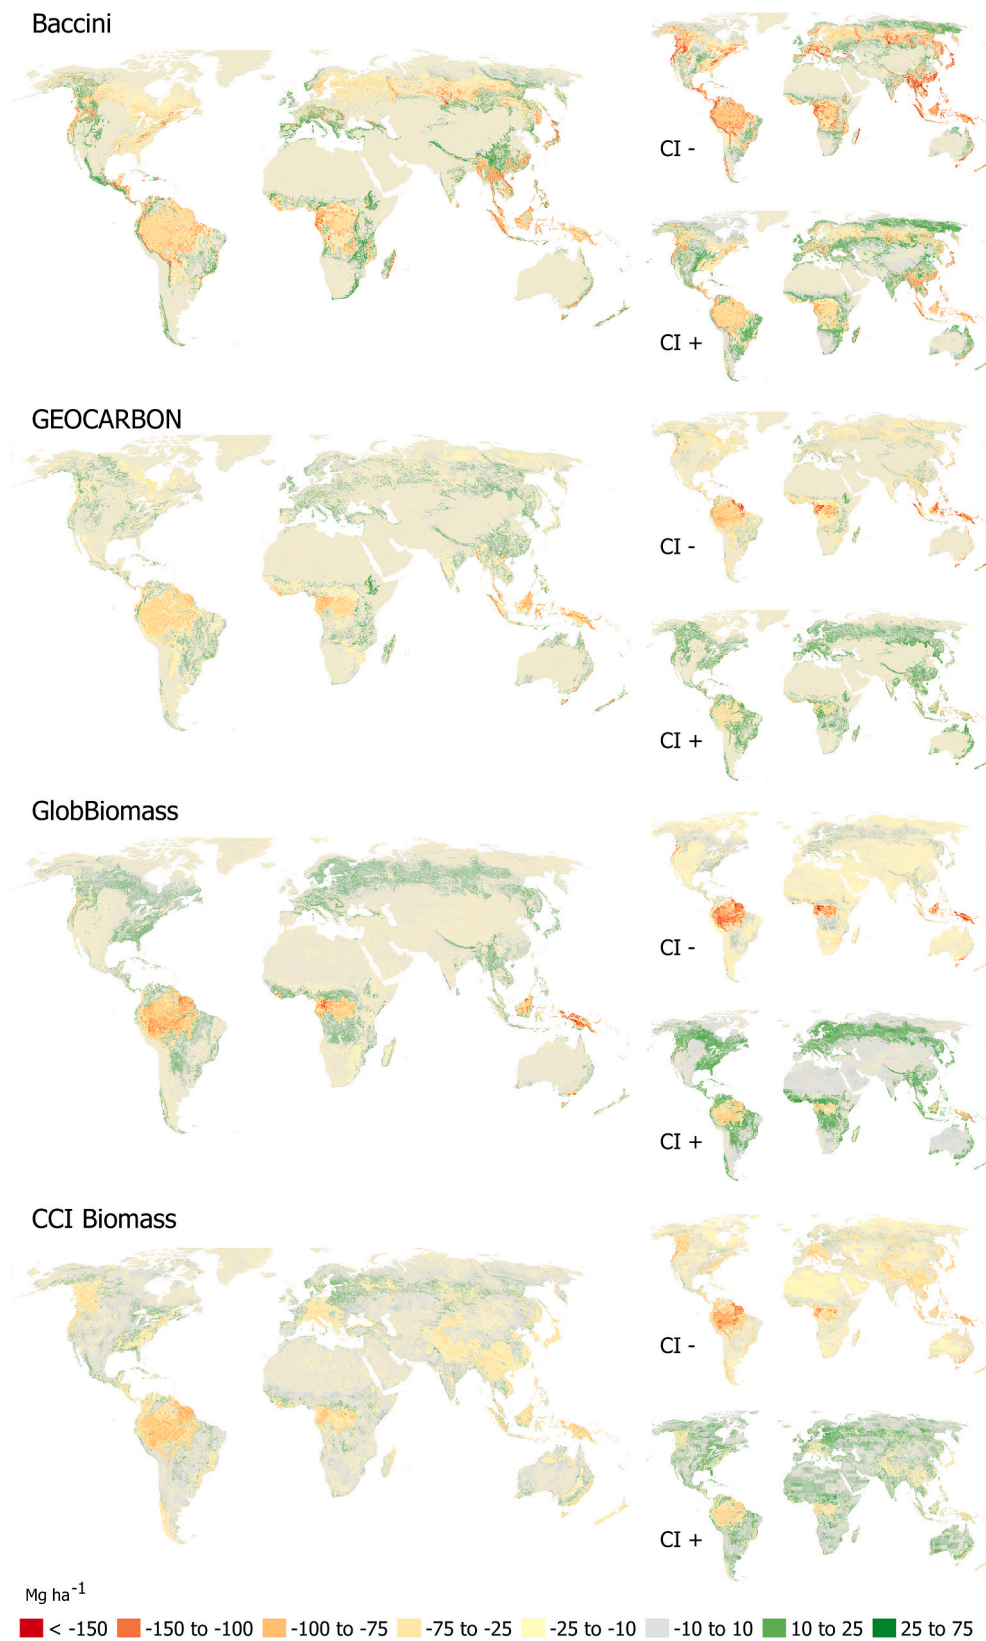 Baccini
CI -
CI +
GEOCARBON
CI -
CI +
GlobBiomass
CI -
CI +
CCI Biomass
CI -
CI +
Mg ha-1
< -150 -150 to -100 -100 to -75 -75 to -25 -25 to -10 -10 to 10 10 to 25 25 to 75